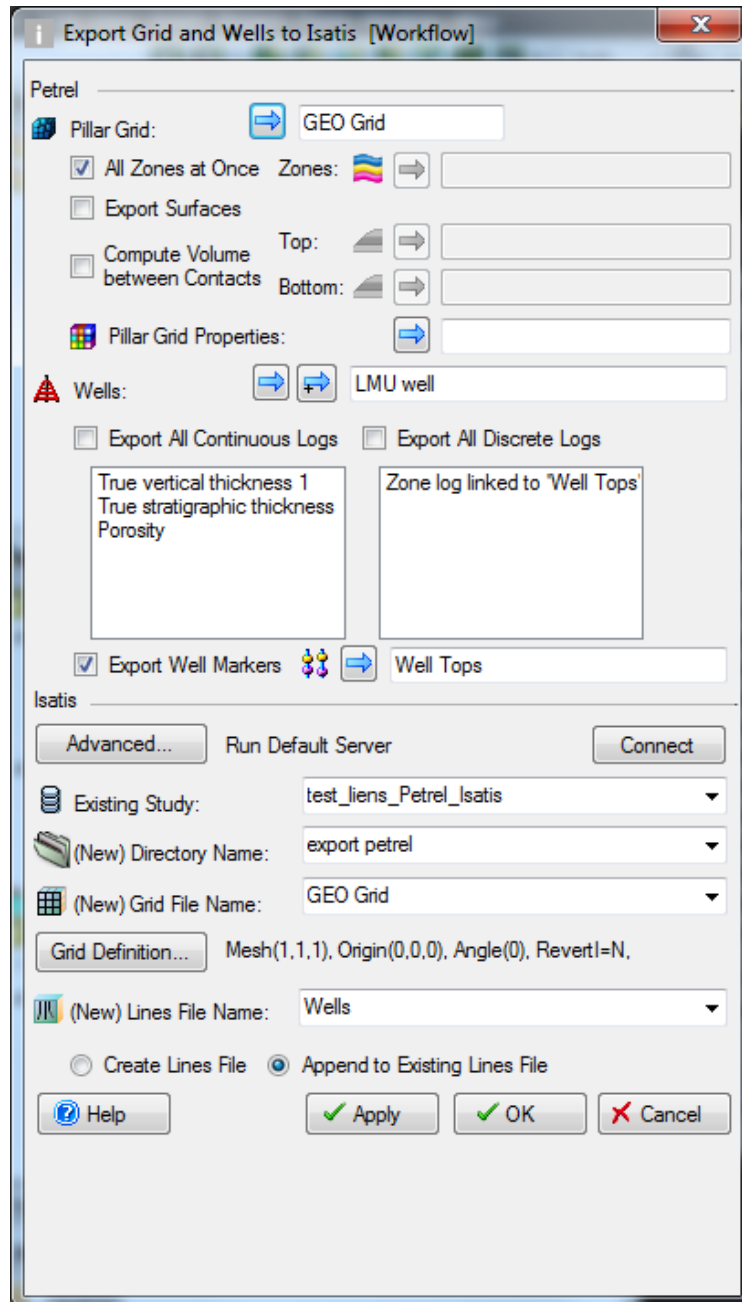 Export Grid and Wells to Isatis [Workflow]
Petrel
Pillar Grid: GEO Grid
All Zones at Once Zones:
Export Surfaces
Compute Volume between Contacts
Top:
Bottom:
Pillar Grid Properties:
Wells: LMU well
Export All Continuous Logs Export All Discrete Logs
True vertical thickness 1
True stratigraphic thickness
Porosity
Zone log linked to 'Well Tops'
Export Well Markers Well Tops
Isatis
Advanced... Run Default Server Connect
Existing Study: test_liens_Petrel_Isatis
(New) Directory Name: export petrel
(New) Grid File Name: GEO Grid
Grid Definition... Mesh(1,1,1), Origin(0,0,0), Angle(0), RevertI=N,
(New) Lines File Name: Wells
Create Lines File Append to Existing Lines File
Help Apply OK Cancel